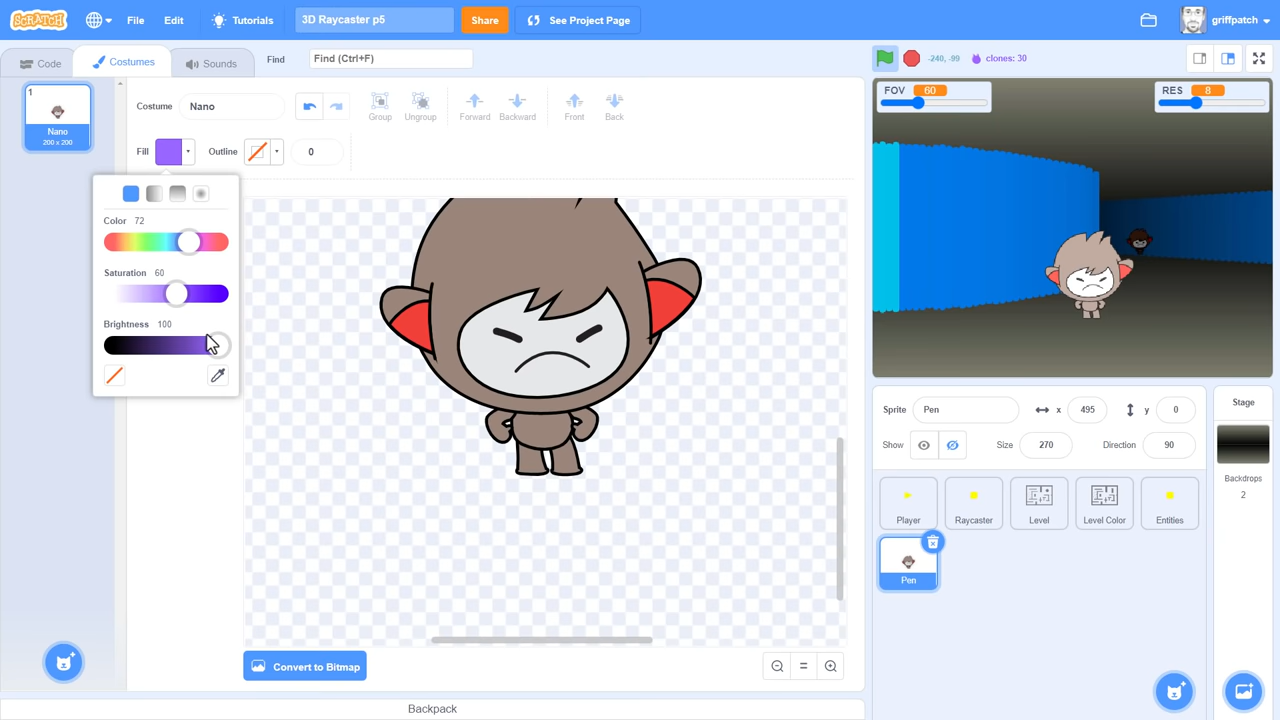 SCRATCH File Edit Tutorials 3D Raycaster p5 Share See Project Page griffpatch
Code Costumes Sounds Find Find (Ctrl+F) -240, -99 clones: 30
1
Nano
200 x 200
Costume Nano
Group Ungroup Forward Backward Front Back
Fill Outline 0
Color 72
Saturation 60
Brightness 100
FOV 60 RES 8
Convert to Bitmap
Backpack
Sprite Pen x 495 y 0
Show Size 270 Direction 90
Player Raycaster Level Level Color Entities
Pen
Stage
Backdrops
2